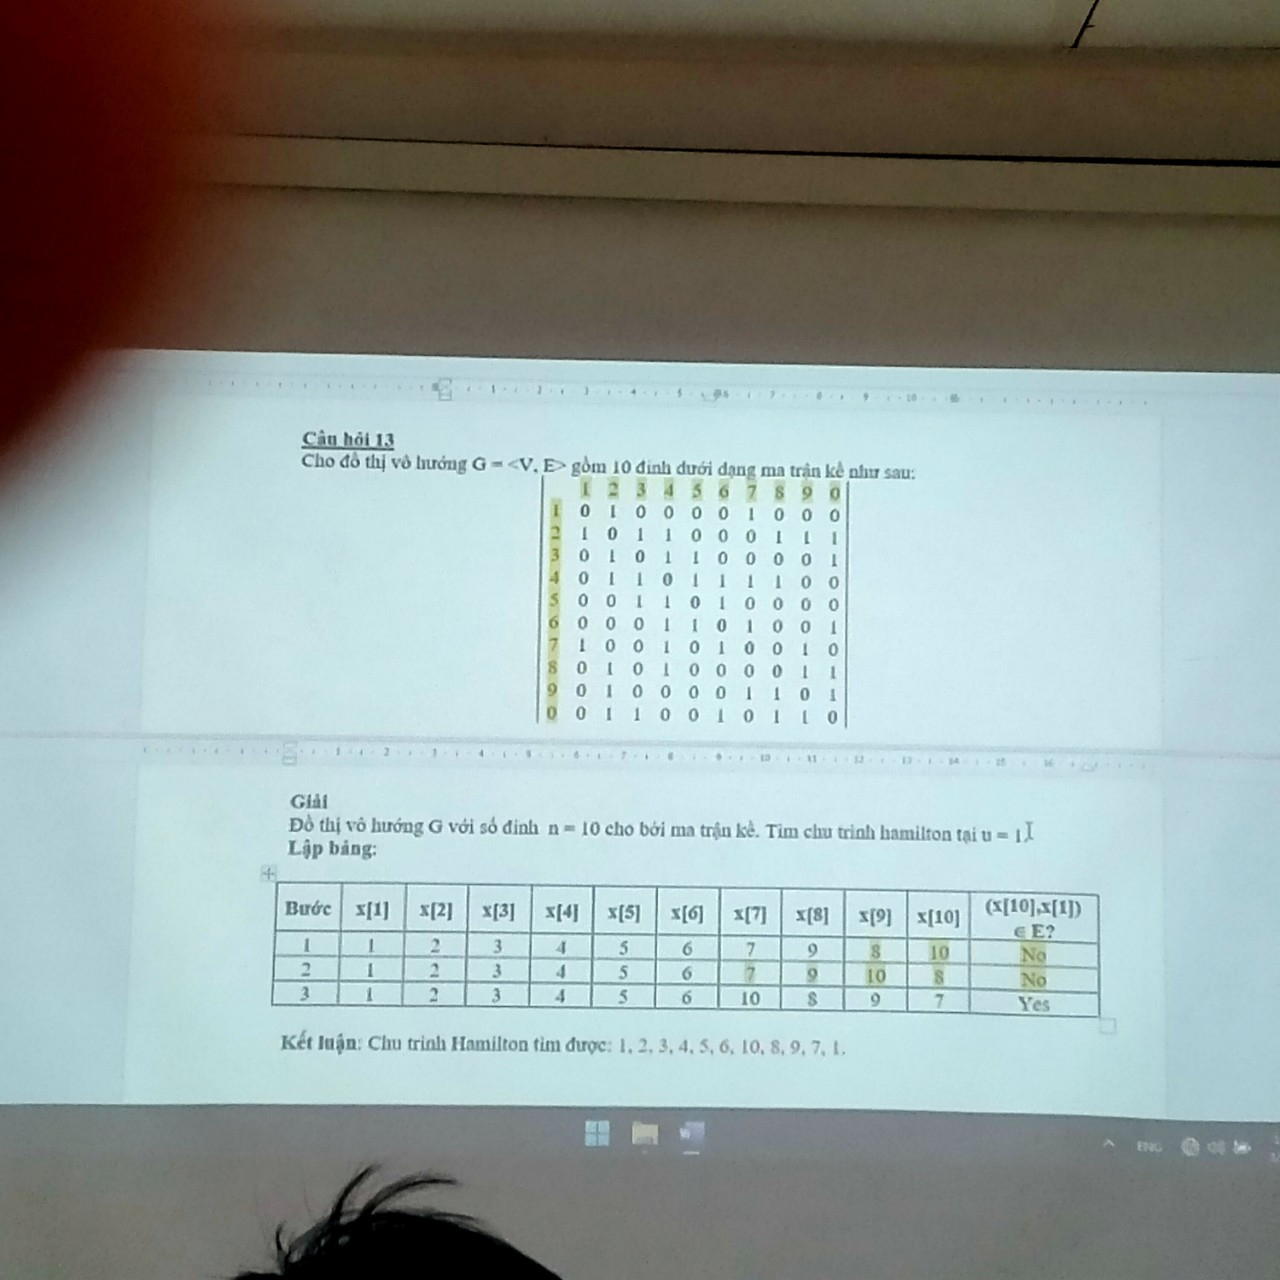 Câu hỏi 13
Cho đồ thị vô hướng G = <V, E> gồm 10 đỉnh dưới dạng ma trận kề như sau:
1 2 3 4 5 6 7 8 9 0
1 0 1 0 0 0 0 1 0 0 0
2 1 0 1 1 0 0 0 1 1 1
3 0 1 0 1 1 0 0 0 0 1
4 0 1 1 0 1 1 1 1 0 0
5 0 0 1 1 0 1 0 0 0 0
6 0 0 0 1 1 0 1 0 0 1
7 1 0 0 1 0 1 0 0 1 0
8 0 1 0 1 0 0 0 0 1 1
9 0 1 0 0 0 0 1 1 0 1
0 0 1 1 0 0 1 0 1 1 0
Giải
Đồ thị vô hướng G với số đỉnh n = 10 cho bởi ma trận kề. Tìm chu trình hamilton tại u = 1
Lập bảng:
Bước x[1] x[2] x[3] x[4] x[5] x[6] x[7] x[8] x[9] x[10] (x[10],x[1]) ∈ E?
1 1 2 3 4 5 6 7 9 8 10 No
2 1 2 3 4 5 6 7 9 10 8 No
3 1 2 3 4 5 6 10 8 9 7 Yes
Kết luận: Chu trình Hamilton tìm được: 1, 2, 3, 4, 5, 6, 10, 8, 9, 7, 1.
ENG